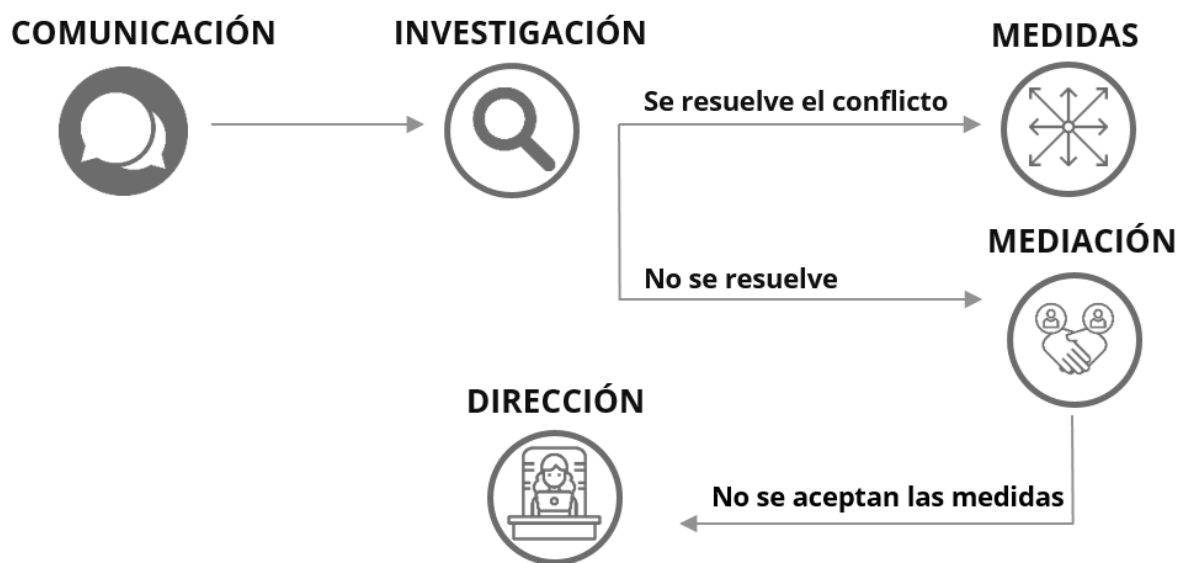 COMUNICACIÓN
INVESTIGACIÓN
MEDIDAS
Se resuelve el conflicto
MEDIACIÓN
No se resuelve
DIRECCIÓN
No se aceptan las medidas